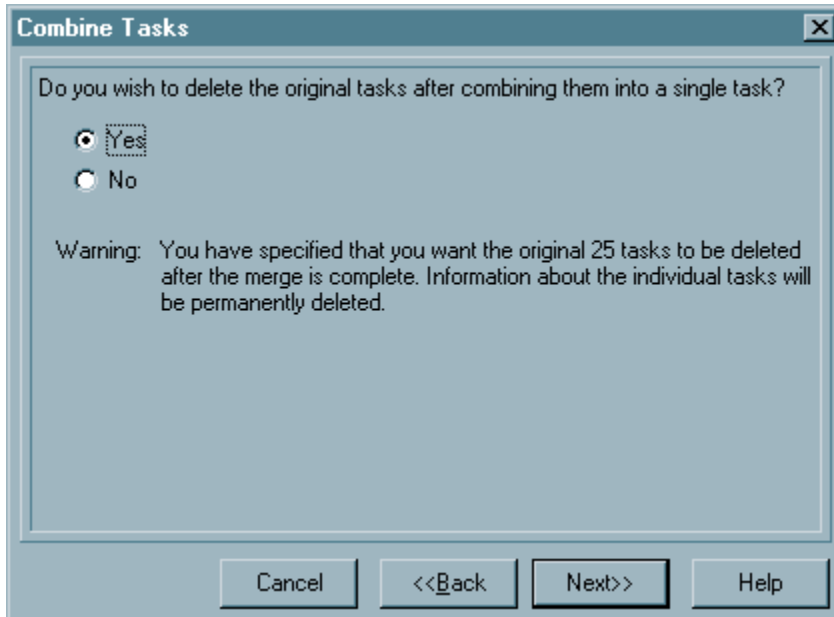 Combine Tasks
Do you wish to delete the original tasks after combining them into a single task?
Yes
No
Warning: You have specified that you want the original 25 tasks to be deleted
after the merge is complete. Information about the individual tasks will
be permanently deleted.
Cancel
<<Back
Next>>
Help